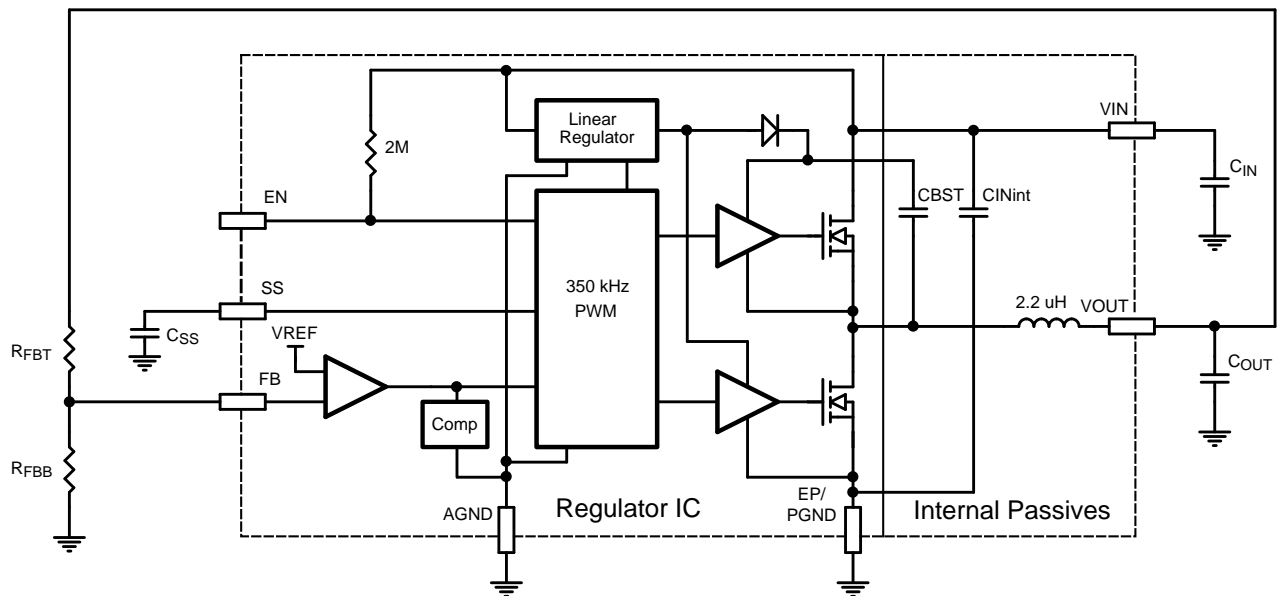 Linear
Regulator
VIN
2M
C_IN
EN
CBST
CINint
350 kHz
PWM
SS
2.2 uH
VOUT
C_SS
VREF
R_FBT
FB
C_OUT
Comp
R_FBB
AGND
Regulator IC
EP/
PGND
Internal Passives